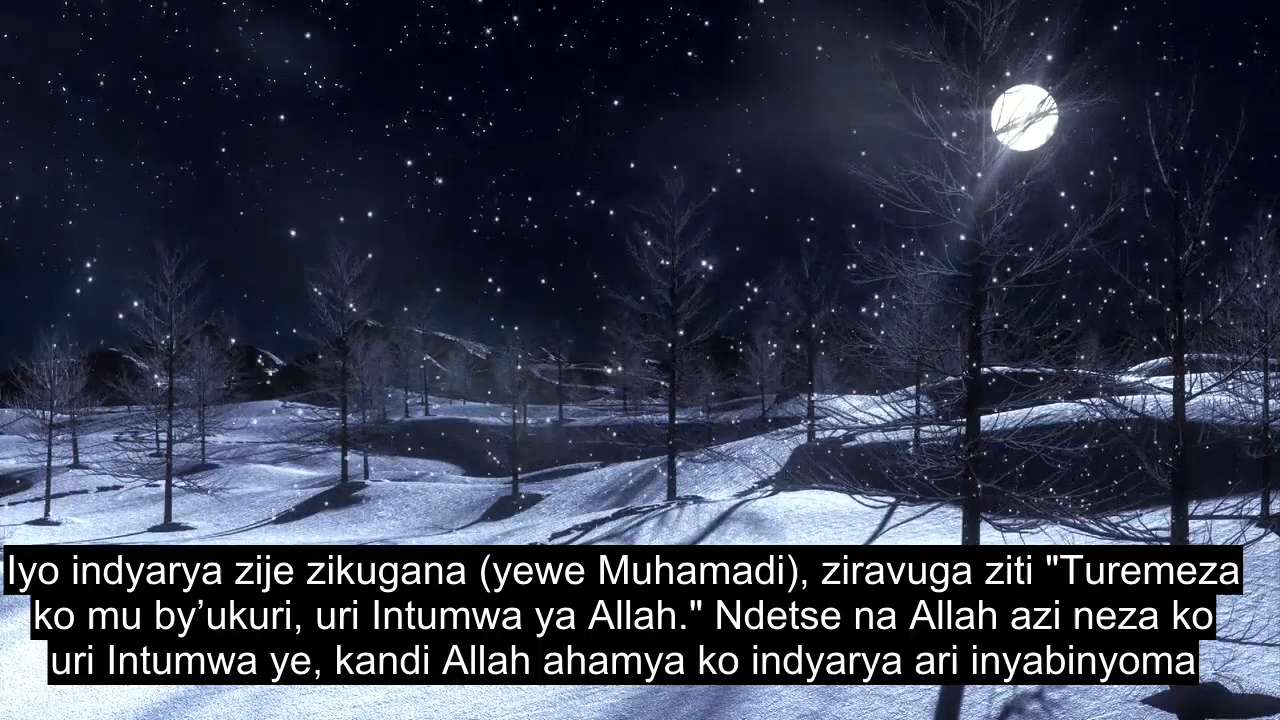 Iyo indyarya zije zikugana (yewe Muhamadi), ziravuga ziti "Turemeza
ko mu by’ukuri, uri Intumwa ya Allah." Ndetse na Allah azi neza ko
uri Intumwa ye, kandi Allah ahamya ko indyarya ari inyabinyoma